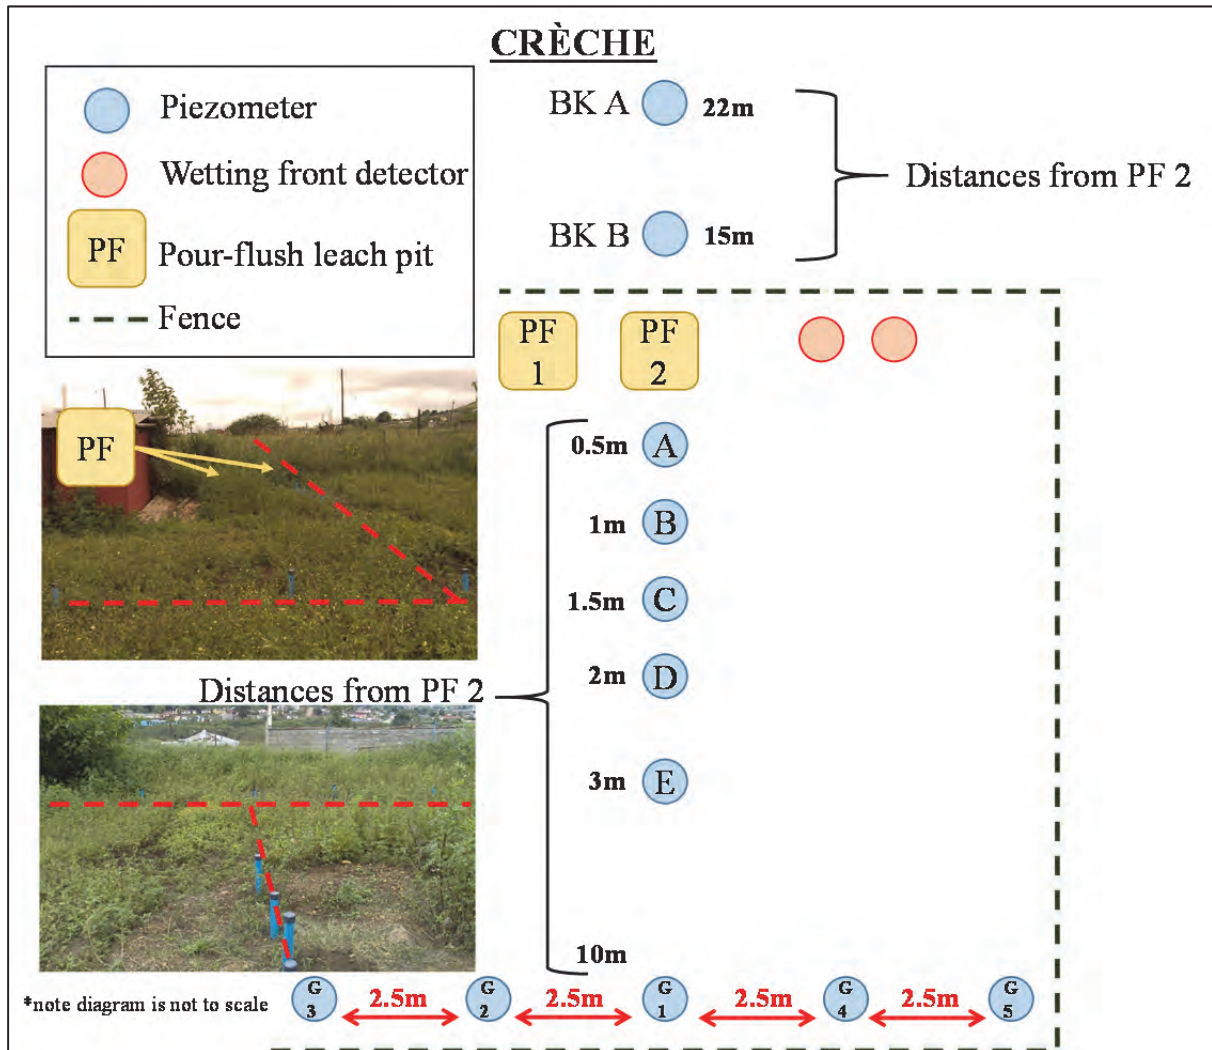 CRÈCHE
Piezometer
Wetting front detector
PF
Pour-flush leach pit
Fence
BK A
22m
BK B
15m
Distances from PF 2
PF
1
PF
2
PF
0.5m
A
1m
B
1.5m
C
2m
D
Distances from PF 2
3m
E
10m
*note diagram is not to scale
G
3
2.5m
G
2
2.5m
G
1
2.5m
G
4
2.5m
G
5